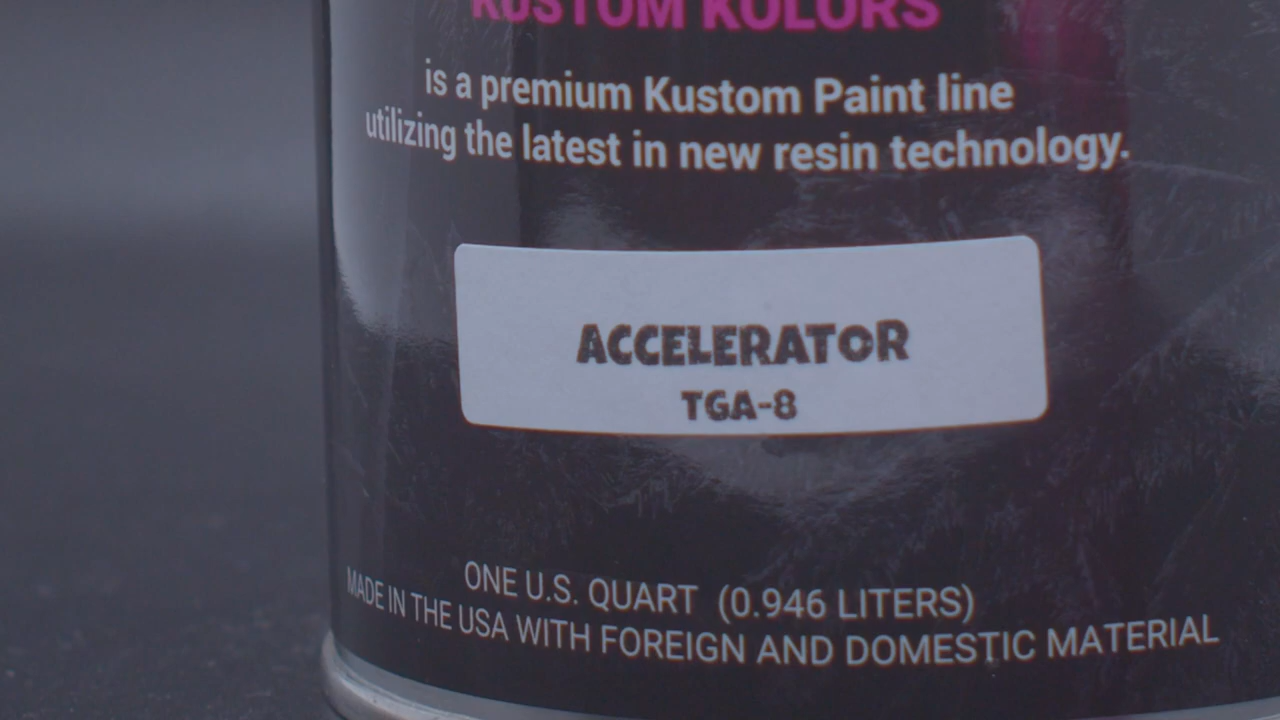 KUSTOM KOLORS
is a premium Kustom Paint line
utilizing the latest in new resin technology.
ACCELERATOR
TGA-8
ONE U.S. QUART (0.946 LITERS)
MADE IN THE USA WITH FOREIGN AND DOMESTIC MATERIAL